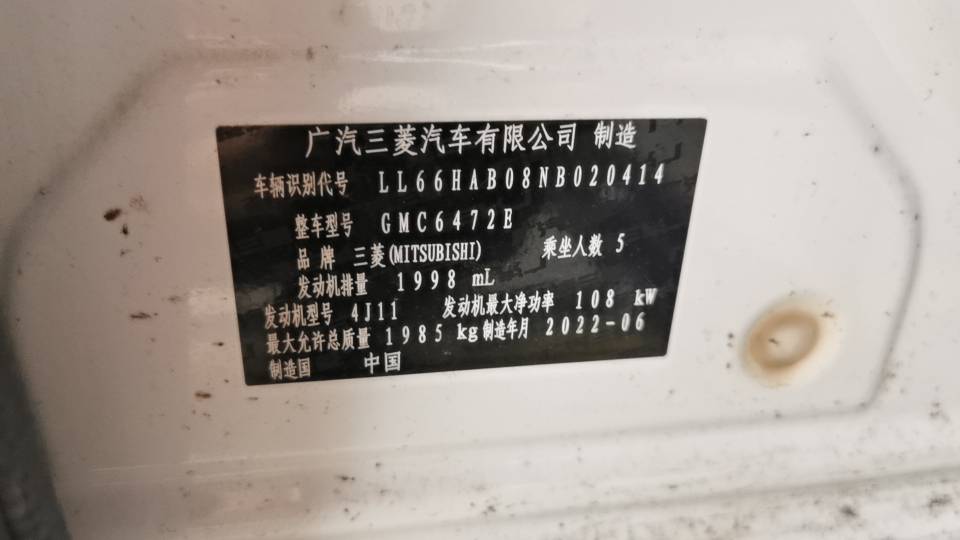 广汽三菱汽车有限公司 制造
车辆识别代号 LL66HAB08NB020414
整车型号 GMC6472E
品牌 三菱(MITSUBISHI) 乘坐人数 5
发动机排量 1998 mL
发动机型号 4J11 发动机最大净功率 108 kW
最大允许总质量 1985 kg 制造年月 2022-06
制造国 中国